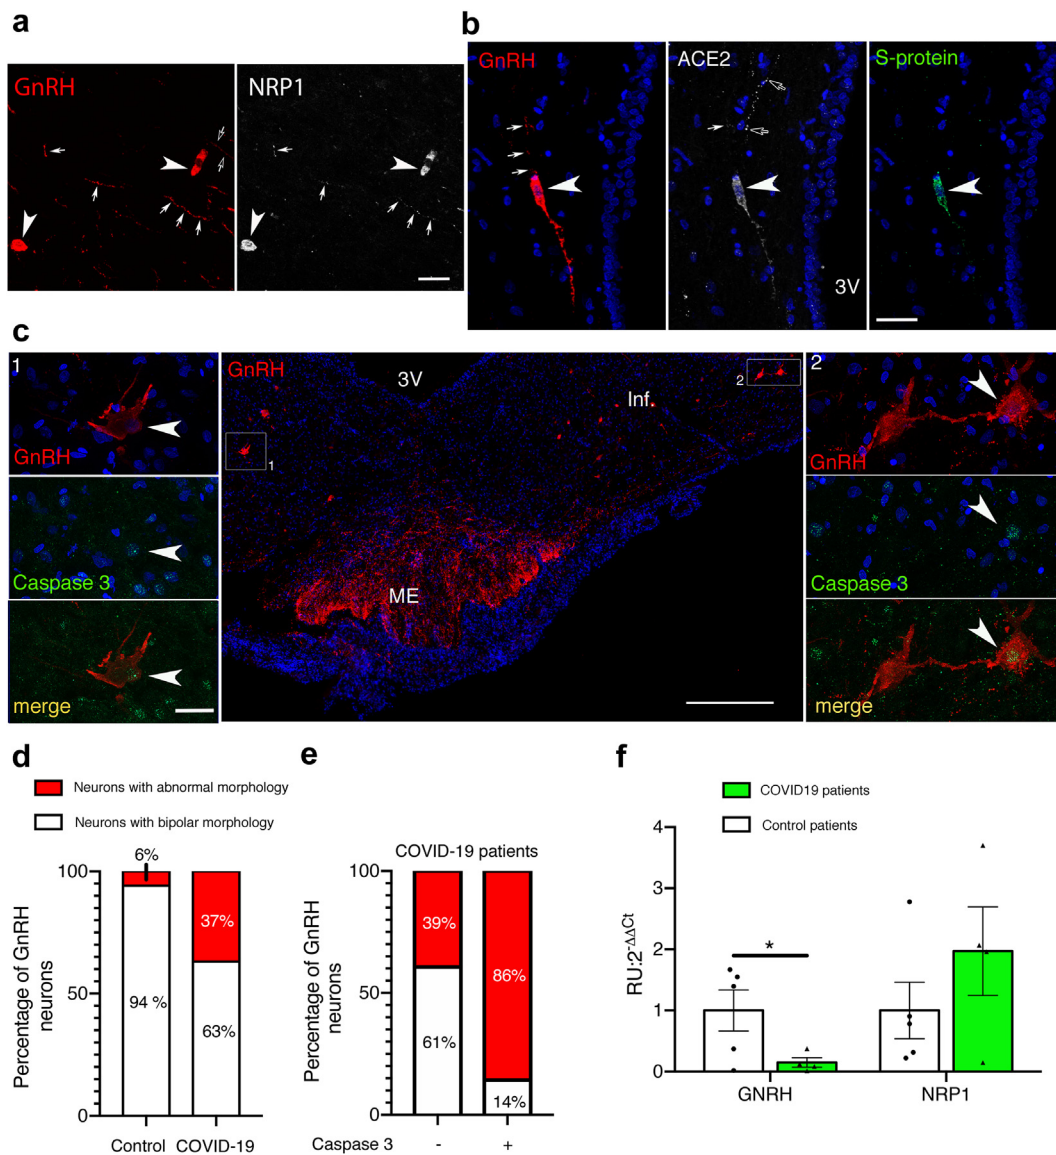 a
GnRH
NRP1
b
GnRH
ACE2
S-protein
3V
c
1
GnRH
Caspase 3
merge
GnRH
3V
Inf.
1
2
ME
2
GnRH
Caspase 3
merge
d
Neurons with abnormal morphology
Neurons with bipolar morphology
Percentage of GnRH
neurons
100
50
0
6%
94 %
37%
63%
Control
COVID-19
e
COVID-19 patients
Percentage of GnRH
neurons
100
50
0
39%
61%
86%
14%
Caspase 3
-
+
f
COVID19 patients
Control patients
RU:2-ΔΔCt
4
3
2
1
0
*
GNRH
NRP1